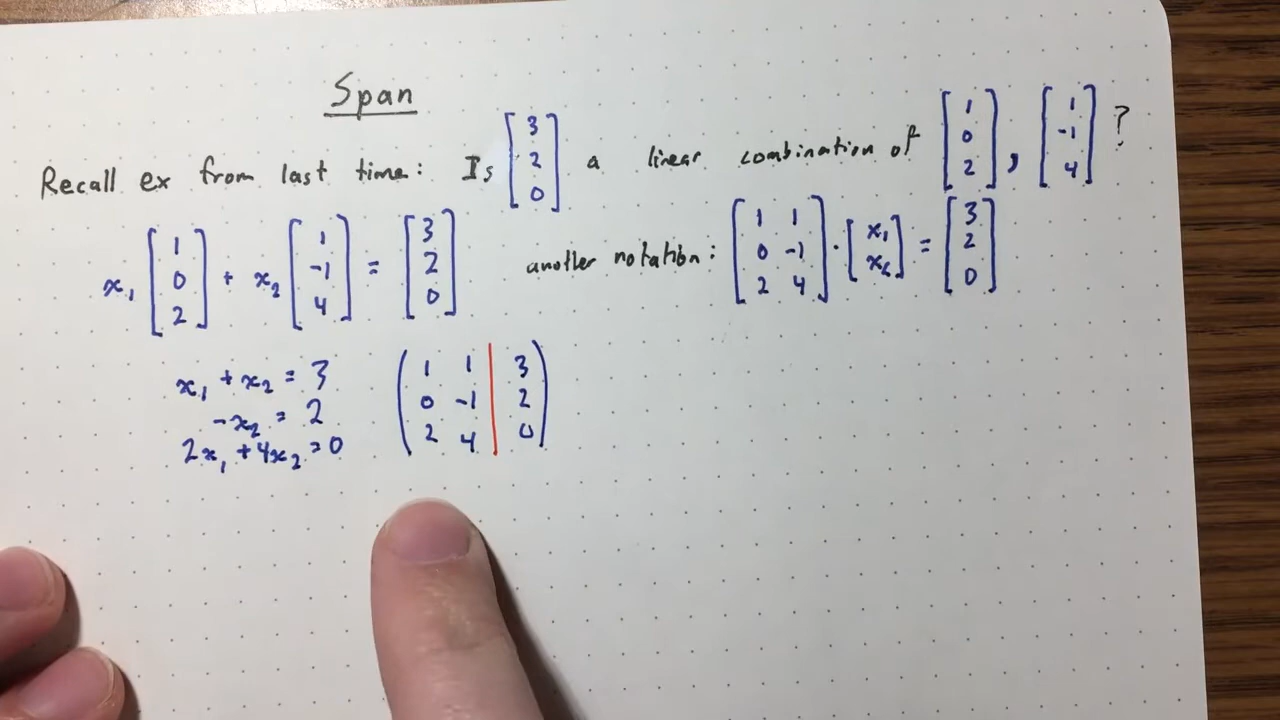 Span
Recall ex from last time: Is [3 2 0] a linear combination of [1 0 2], [1 -1 4]?
x₁ [1 0 2] + x₂ [1 -1 4] = [3 2 0]
another notation: [1 1; 0 -1; 2 4] · [x₁ x₂] = [3 2 0]
x₁ + x₂ = 3
-x₂ = 2
2x₁ + 4x₂ = 0
( 1 1 | 3
0 -1 | 2
2 4 | 0 )